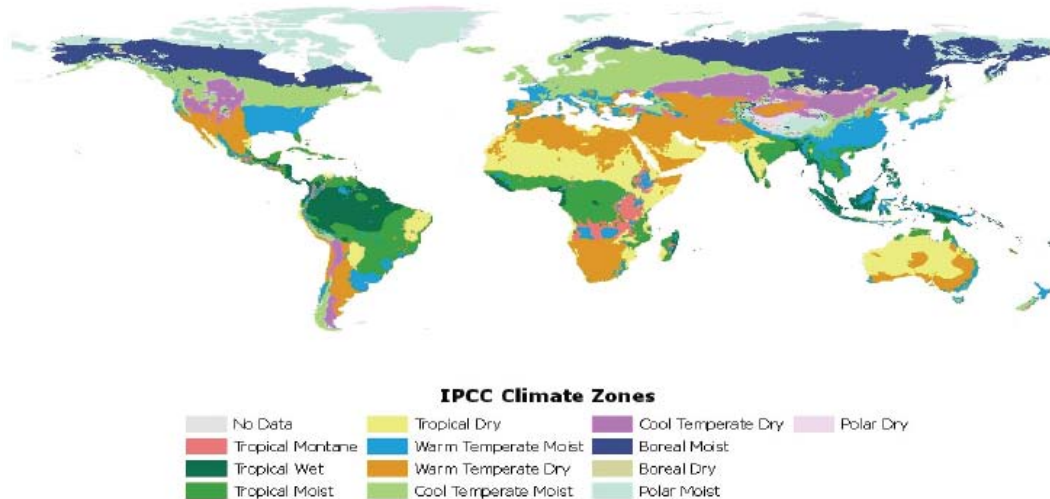 IPCC Climate Zones
No Data
Tropical Montane
Tropical Wet
Tropical Moist
Tropical Dry
Warm Temperate Moist
Warm Temperate Dry
Cool Temperate Moist
Cool Temperate Dry
Boreal Moist
Boreal Dry
Polar Moist
Polar Dry